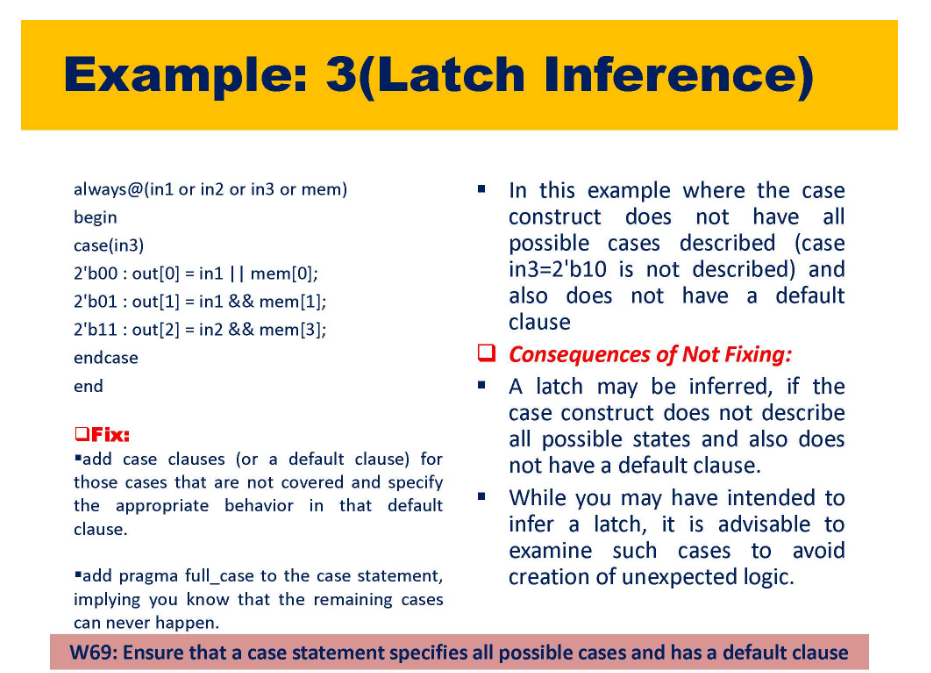 Example: 3(Latch Inference)
always@(in1 or in2 or in3 or mem)
begin
case(in3)
2'b00 : out[0] = in1 || mem[0];
2'b01 : out[1] = in1 && mem[1];
2'b11 : out[2] = in2 && mem[3];
endcase
end
❑Fix:
▪add case clauses (or a default clause) for
those cases that are not covered and specify
the appropriate behavior in that default
clause.
▪add pragma full_case to the case statement,
implying you know that the remaining cases
can never happen.
▪ In this example where the case
construct does not have all
possible cases described (case
in3=2'b10 is not described) and
also does not have a default
clause
❑ Consequences of Not Fixing:
▪ A latch may be inferred, if the
case construct does not describe
all possible states and also does
not have a default clause.
▪ While you may have intended to
infer a latch, it is advisable to
examine such cases to avoid
creation of unexpected logic.
W69: Ensure that a case statement specifies all possible cases and has a default clause